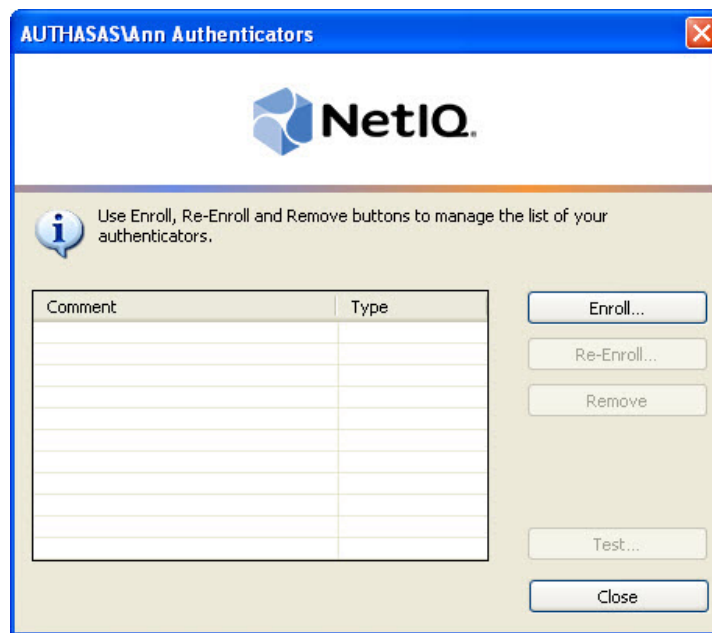 AUTHASAS\Ann Authenticators
NetIQ.
Use Enroll, Re-Enroll and Remove buttons to manage the list of your
authenticators.
Comment Type
Enroll...
Re-Enroll...
Remove
Test...
Close